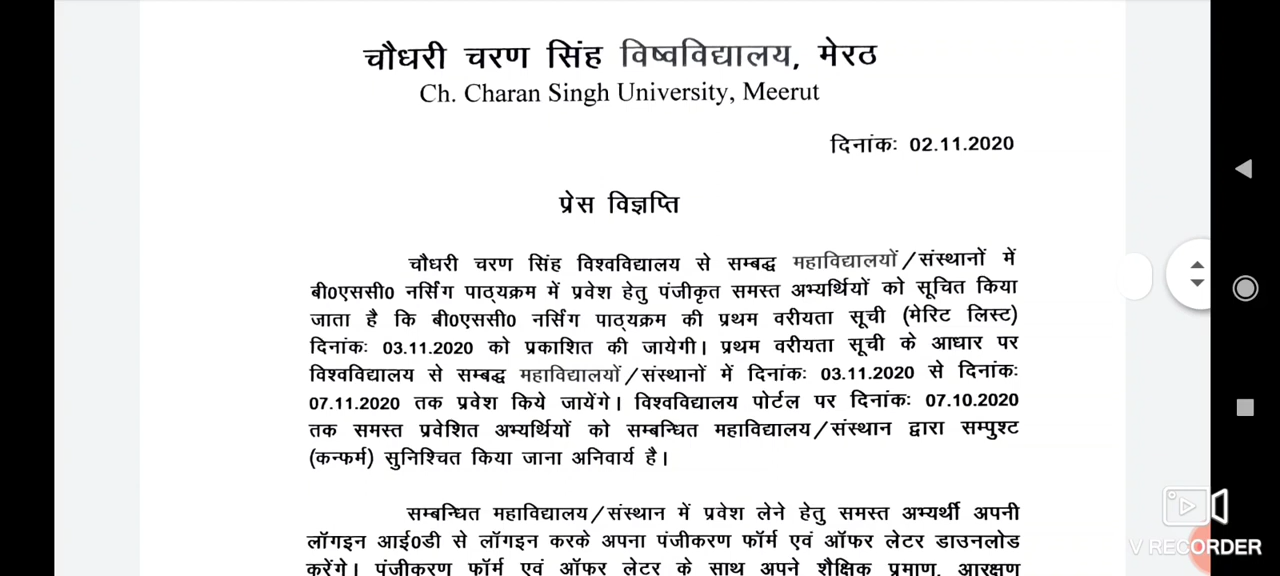 चौधरी चरण सिंह विष्वविद्यालय, मेरठ
Ch. Charan Singh University, Meerut
दिनांकः 02.11.2020
प्रेस विज्ञप्ति
चौधरी चरण सिंह विश्वविद्यालय से सम्बद्ध महाविद्यालयों/संस्थानों में
बी0एससी0 नर्सिंग पाठ्यक्रम में प्रवेश हेतु पंजीकृत समस्त अभ्यर्थियों को सूचित किया
जाता है कि बी0एससी0 नर्सिंग पाठ्यक्रम की प्रथम वरीयता सूची (मेरिट लिस्ट)
दिनांकः 03.11.2020 को प्रकाशित की जायेगी। प्रथम वरीयता सूची के आधार पर
विश्वविद्यालय से सम्बद्ध महाविद्यालयों/संस्थानों में दिनांकः 03.11.2020 से दिनांकः
07.11.2020 तक प्रवेश किये जायेंगे। विश्वविद्यालय पोर्टल पर दिनांकः 07.10.2020
तक समस्त प्रवेशित अभ्यर्थियों को सम्बन्धित महाविद्यालय/संस्थान द्वारा सम्पुश्ट
(कन्फर्म) सुनिश्चित किया जाना अनिवार्य है।
सम्बन्धित महाविद्यालय/संस्थान में प्रवेश लेने हेतु समस्त अभ्यर्थी अपनी
लॉगइन आई0डी से लॉगइन करके अपना पंजीकरण फॉर्म एवं ऑफर लेटर डाउनलोड
करेंगे। पंजीकरण फॉर्म एवं ऑफर लेटर के साथ अपने शैक्षिक प्रमाण, आरक्षण
V RECORDER